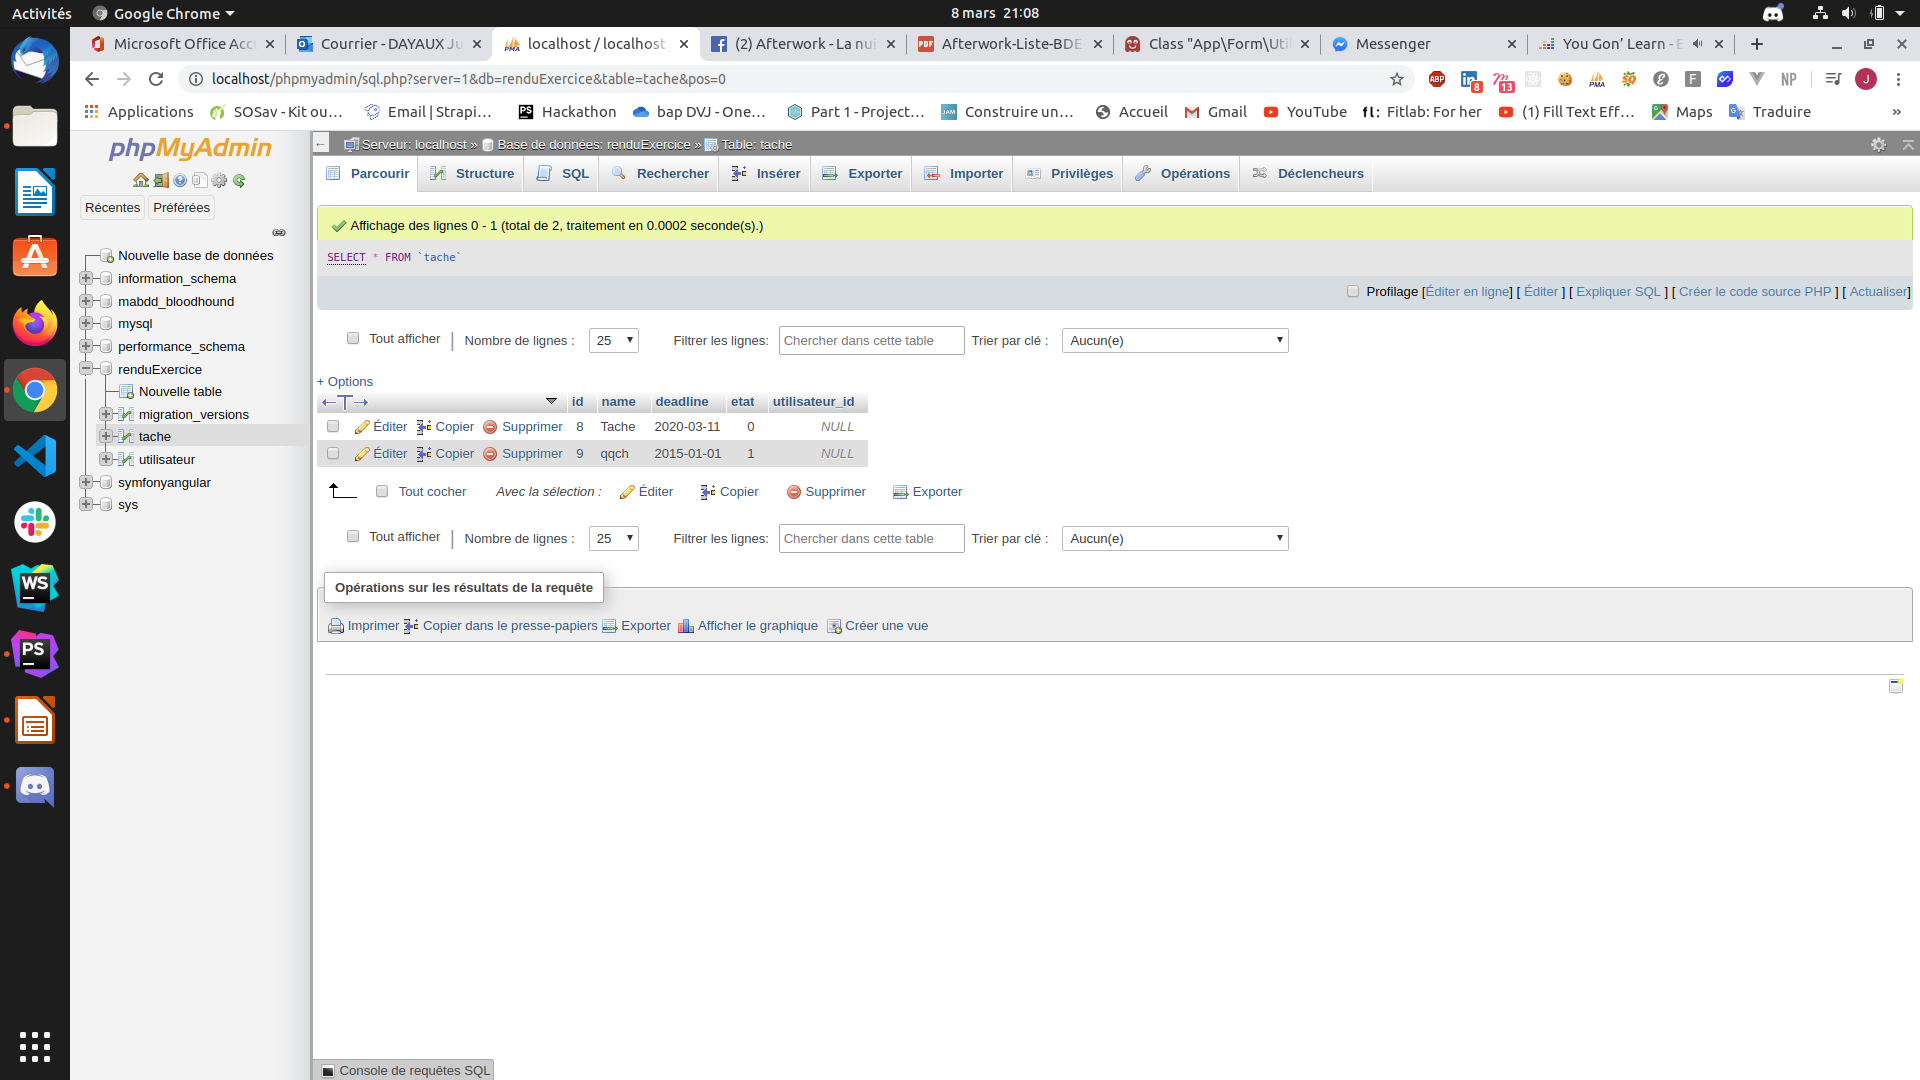 Activités Google Chrome 8 mars 21:08
Microsoft Office Acc Courrier - DAYAUX Ju localhost / localhost (2) Afterwork - La nui Afterwork-Liste-BDE Class "App\Form\Uti Messenger You Gon’ Learn - E
localhost/phpmyadmin/sql.php?server=1&db=renduExercice&table=tache&pos=0
ABP 8 13 PMA F NP J
Applications SOSav - Kit ou… Email | Strapi… Hackathon bap DVJ - One… Part 1 - Project… Construire un… Accueil Gmail YouTube fl: Fitlab: For her (1) Fill Text Eff… Maps Traduire »
phpMyAdmin
Récentes Préférées
Nouvelle base de données
information_schema
mabdd_bloodhound
mysql
performance_schema
renduExercice
Nouvelle table
migration_versions
tache
utilisateur
symfonyangular
sys
Serveur: localhost » Base de données: renduExercice » Table: tache
Parcourir Structure SQL Rechercher Insérer Exporter Importer Privilèges Opérations Déclencheurs
Affichage des lignes 0 - 1 (total de 2, traitement en 0.0002 seconde(s).)
SELECT * FROM `tache`
Profilage [Éditer en ligne] [ Éditer ] [ Expliquer SQL ] [ Créer le code source PHP ] [ Actualiser]
Tout afficher Nombre de lignes : 25 Filtrer les lignes: Chercher dans cette table Trier par clé : Aucun(e)
+ Options
←T→ id name deadline etat utilisateur_id
Éditer Copier Supprimer 8 Tache 2020-03-11 0 NULL
Éditer Copier Supprimer 9 qqch 2015-01-01 1 NULL
Tout cocher Avec la sélection : Éditer Copier Supprimer Exporter
Tout afficher Nombre de lignes : 25 Filtrer les lignes: Chercher dans cette table Trier par clé : Aucun(e)
Opérations sur les résultats de la requête
Imprimer Copier dans le presse-papiers Exporter Afficher le graphique Créer une vue
Console de requêtes SQL
WS
PS